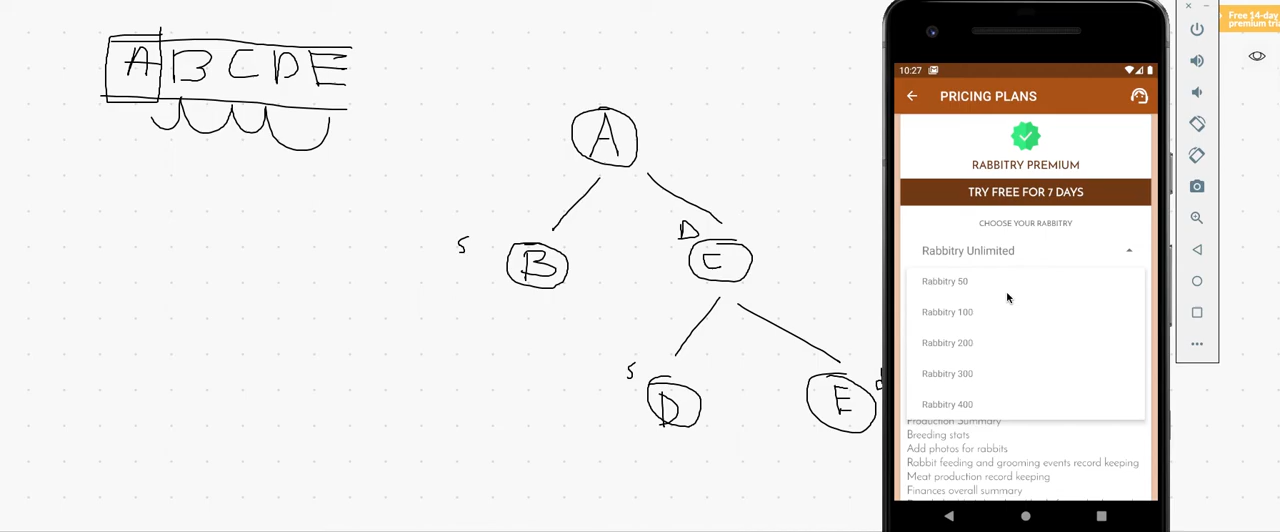 A B C D E
A
S
B
D
C
S
D
E
d
10:27
PRICING PLANS
RABBITRY PREMIUM
TRY FREE FOR 7 DAYS
CHOOSE YOUR RABBITRY
Rabbitry Unlimited
Rabbitry 50
Rabbitry 100
Rabbitry 200
Rabbitry 300
Rabbitry 400
Production Summary
Breeding stats
Add photos for rabbits
Rabbit feeding and grooming events record keeping
Meat production record keeping
Finances overall summary
Free 14-day
premium tria